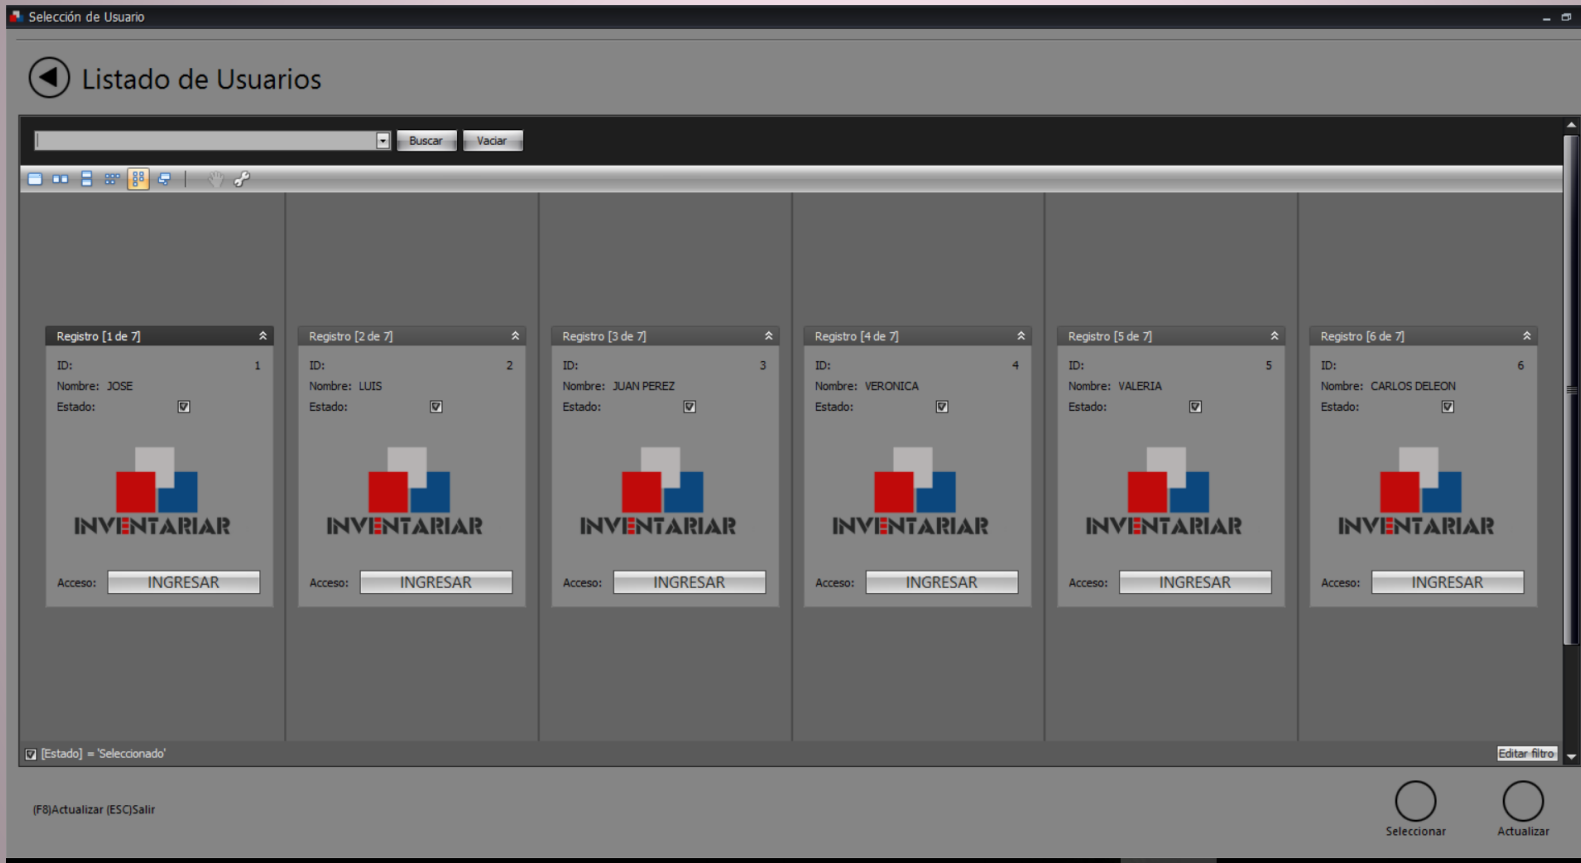 Selección de Usuario
Listado de Usuarios
Buscar Vaciar
Registro [1 de 7]
ID: 1
Nombre: JOSE
Estado:
INVENTARIAR
Acceso: INGRESAR
Registro [2 de 7]
ID: 2
Nombre: LUIS
Estado:
INVENTARIAR
Acceso: INGRESAR
Registro [3 de 7]
ID: 3
Nombre: JUAN PEREZ
Estado:
INVENTARIAR
Acceso: INGRESAR
Registro [4 de 7]
ID: 4
Nombre: VERONICA
Estado:
INVENTARIAR
Acceso: INGRESAR
Registro [5 de 7]
ID: 5
Nombre: VALERIA
Estado:
INVENTARIAR
Acceso: INGRESAR
Registro [6 de 7]
ID: 6
Nombre: CARLOS DELEON
Estado:
INVENTARIAR
Acceso: INGRESAR
[Estado] = 'Seleccionado'
Editar filtro
(F8)Actualizar (ESC)Salir
Seleccionar
Actualizar